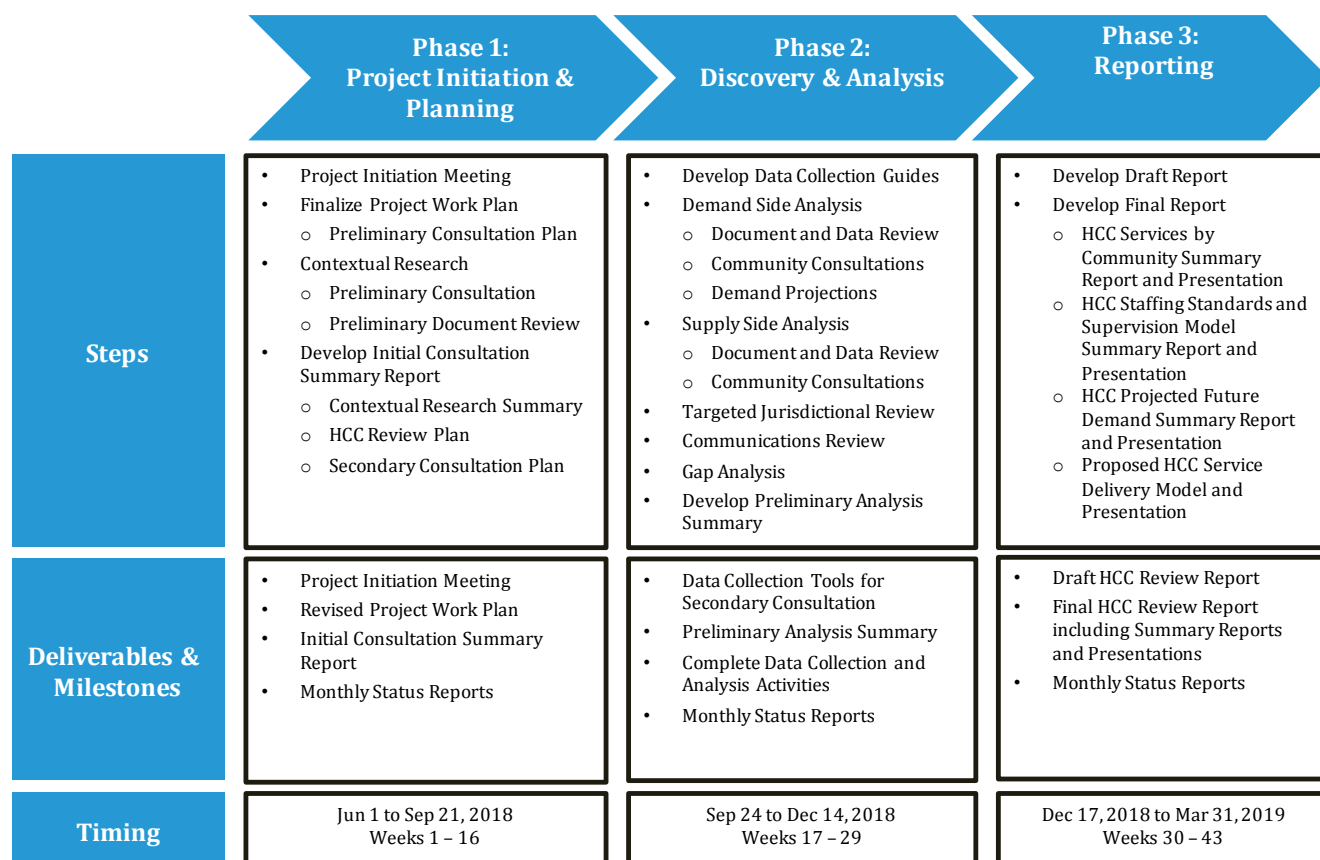 Phase 1:
Project Initiation &
Planning
Phase 2:
Discovery & Analysis
Phase 3:
Reporting
Steps
• Project Initiation Meeting
• Finalize Project Work Plan
o Preliminary Consultation Plan
• Contextual Research
o Preliminary Consultation
o Preliminary Document Review
• Develop Initial Consultation
Summary Report
o Contextual Research Summary
o HCC Review Plan
o Secondary Consultation Plan
• Develop Data Collection Guides
• Demand Side Analysis
o Document and Data Review
o Community Consultations
o Demand Projections
• Supply Side Analysis
o Document and Data Review
o Community Consultations
• Targeted Jurisdictional Review
• Communications Review
• Gap Analysis
• Develop Preliminary Analysis
Summary
• Develop Draft Report
• Develop Final Report
o HCC Services by
Community Summary
Report and Presentation
o HCC Staffing Standards and
Supervision Model
Summary Report and
Presentation
o HCC Projected Future
Demand Summary Report
and Presentation
o Proposed HCC Service
Delivery Model and
Presentation
Deliverables &
Milestones
• Project Initiation Meeting
• Revised Project Work Plan
• Initial Consultation Summary
Report
• Monthly Status Reports
• Data Collection Tools for
Secondary Consultation
• Preliminary Analysis Summary
• Complete Data Collection and
Analysis Activities
• Monthly Status Reports
• Draft HCC Review Report
• Final HCC Review Report
including Summary Reports
and Presentations
• Monthly Status Reports
Timing
Jun 1 to Sep 21, 2018
Weeks 1 – 16
Sep 24 to Dec 14, 2018
Weeks 17 – 29
Dec 17, 2018 to Mar 31, 2019
Weeks 30 – 43